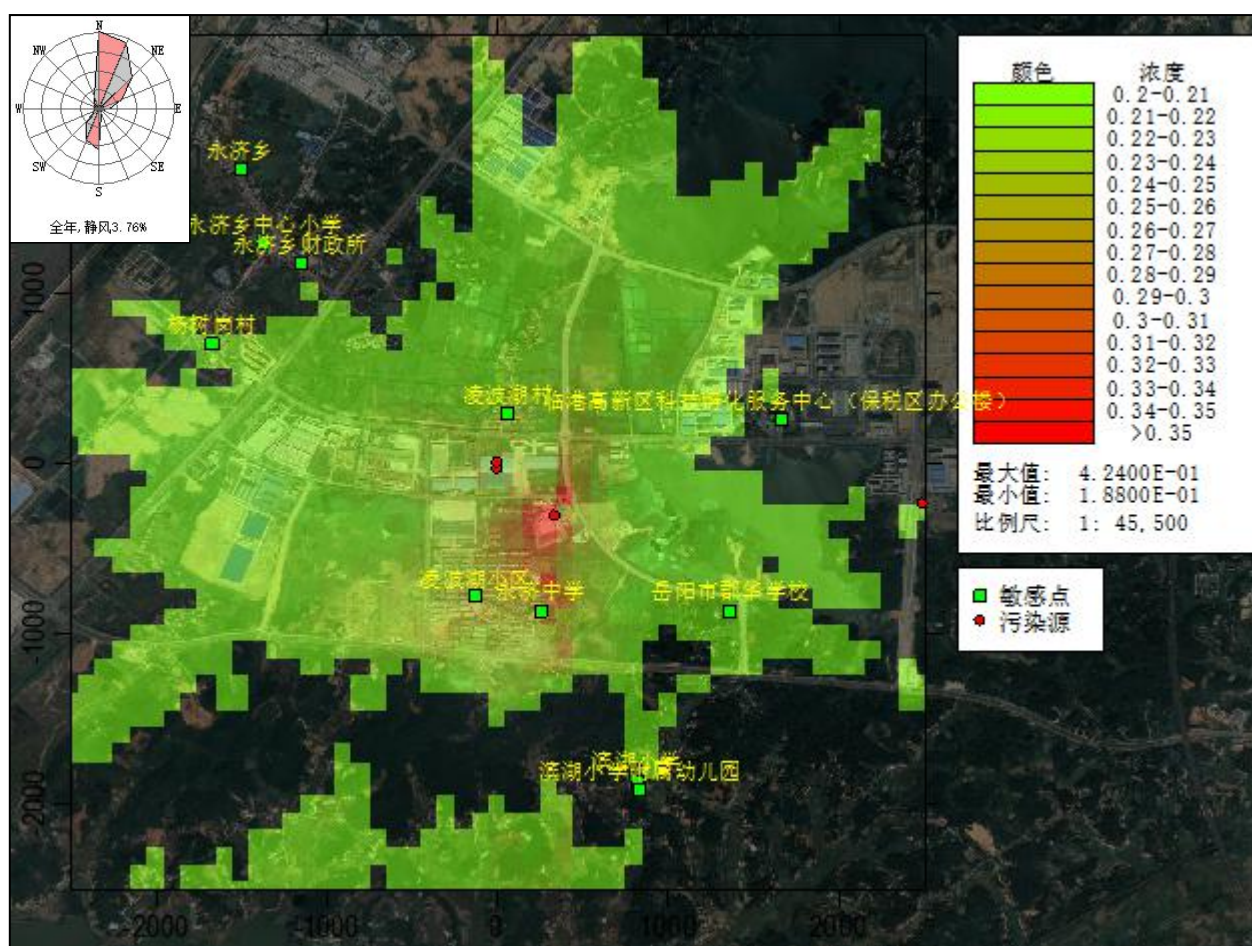 N
NW
NE
W
E
SW
SE
S
全年,静风3.76%
永济乡
永济乡中心小学
永济乡财政所
杨树岗村
凌波湖村
临港高新区科技孵化服务中心（保税区办公楼）
凌波湖小区
永济中学
岳阳市郡华学校
滨湖小学
滨湖小学附属幼儿园
1000
0
-1000
-2000
-2000
-1000
0
1000
2000
颜色
浓度
0.2-0.21
0.21-0.22
0.22-0.23
0.23-0.24
0.24-0.25
0.25-0.26
0.26-0.27
0.27-0.28
0.28-0.29
0.29-0.3
0.3-0.31
0.31-0.32
0.32-0.33
0.33-0.34
0.34-0.35
>0.35
最大值: 4.2400E-01
最小值: 1.8800E-01
比例尺: 1: 45,500
敏感点
污染源